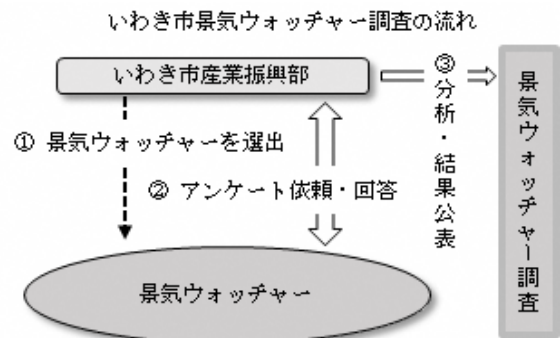 いわき市景気ウォッチャー調査の流れ
いわき市産業振興部
① 景気ウォッチャーを選出
② アンケート依頼・回答
③分析・結果公表
景気ウォッチャー調査
景気ウォッチャー